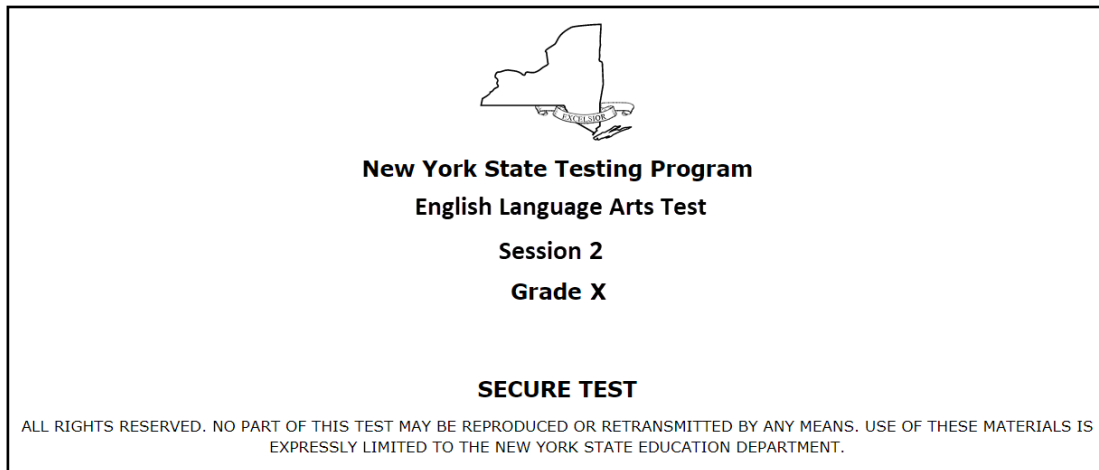 EXCELSIOR
New York State Testing Program
English Language Arts Test
Session 2
Grade X
SECURE TEST
ALL RIGHTS RESERVED. NO PART OF THIS TEST MAY BE REPRODUCED OR RETRANSMITTED BY ANY MEANS. USE OF THESE MATERIALS IS
EXPRESSLY LIMITED TO THE NEW YORK STATE EDUCATION DEPARTMENT.